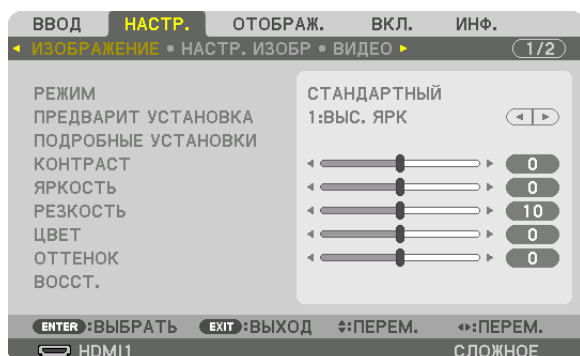 ВВОД НАСТР. ОТОБРАЖ. ВКЛ. ИНФ.
ИЗОБРАЖЕНИЕ • НАСТР. ИЗОБР • ВИДЕО 1/2
РЕЖИМ СТАНДАРТНЫЙ
ПРЕДВАРИТ УСТАНОВКА 1:ВЫС. ЯРК
ПОДРОБНЫЕ УСТАНОВКИ
КОНТРАСТ 0
ЯРКОСТЬ 0
РЕЗКОСТЬ 10
ЦВЕТ 0
ОТТЕНОК 0
ВОССТ.
ENTER:ВЫБРАТЬ EXIT:ВЫХОД :ПЕРЕМ. :ПЕРЕМ.
HDMI1 СЛОЖНОЕ